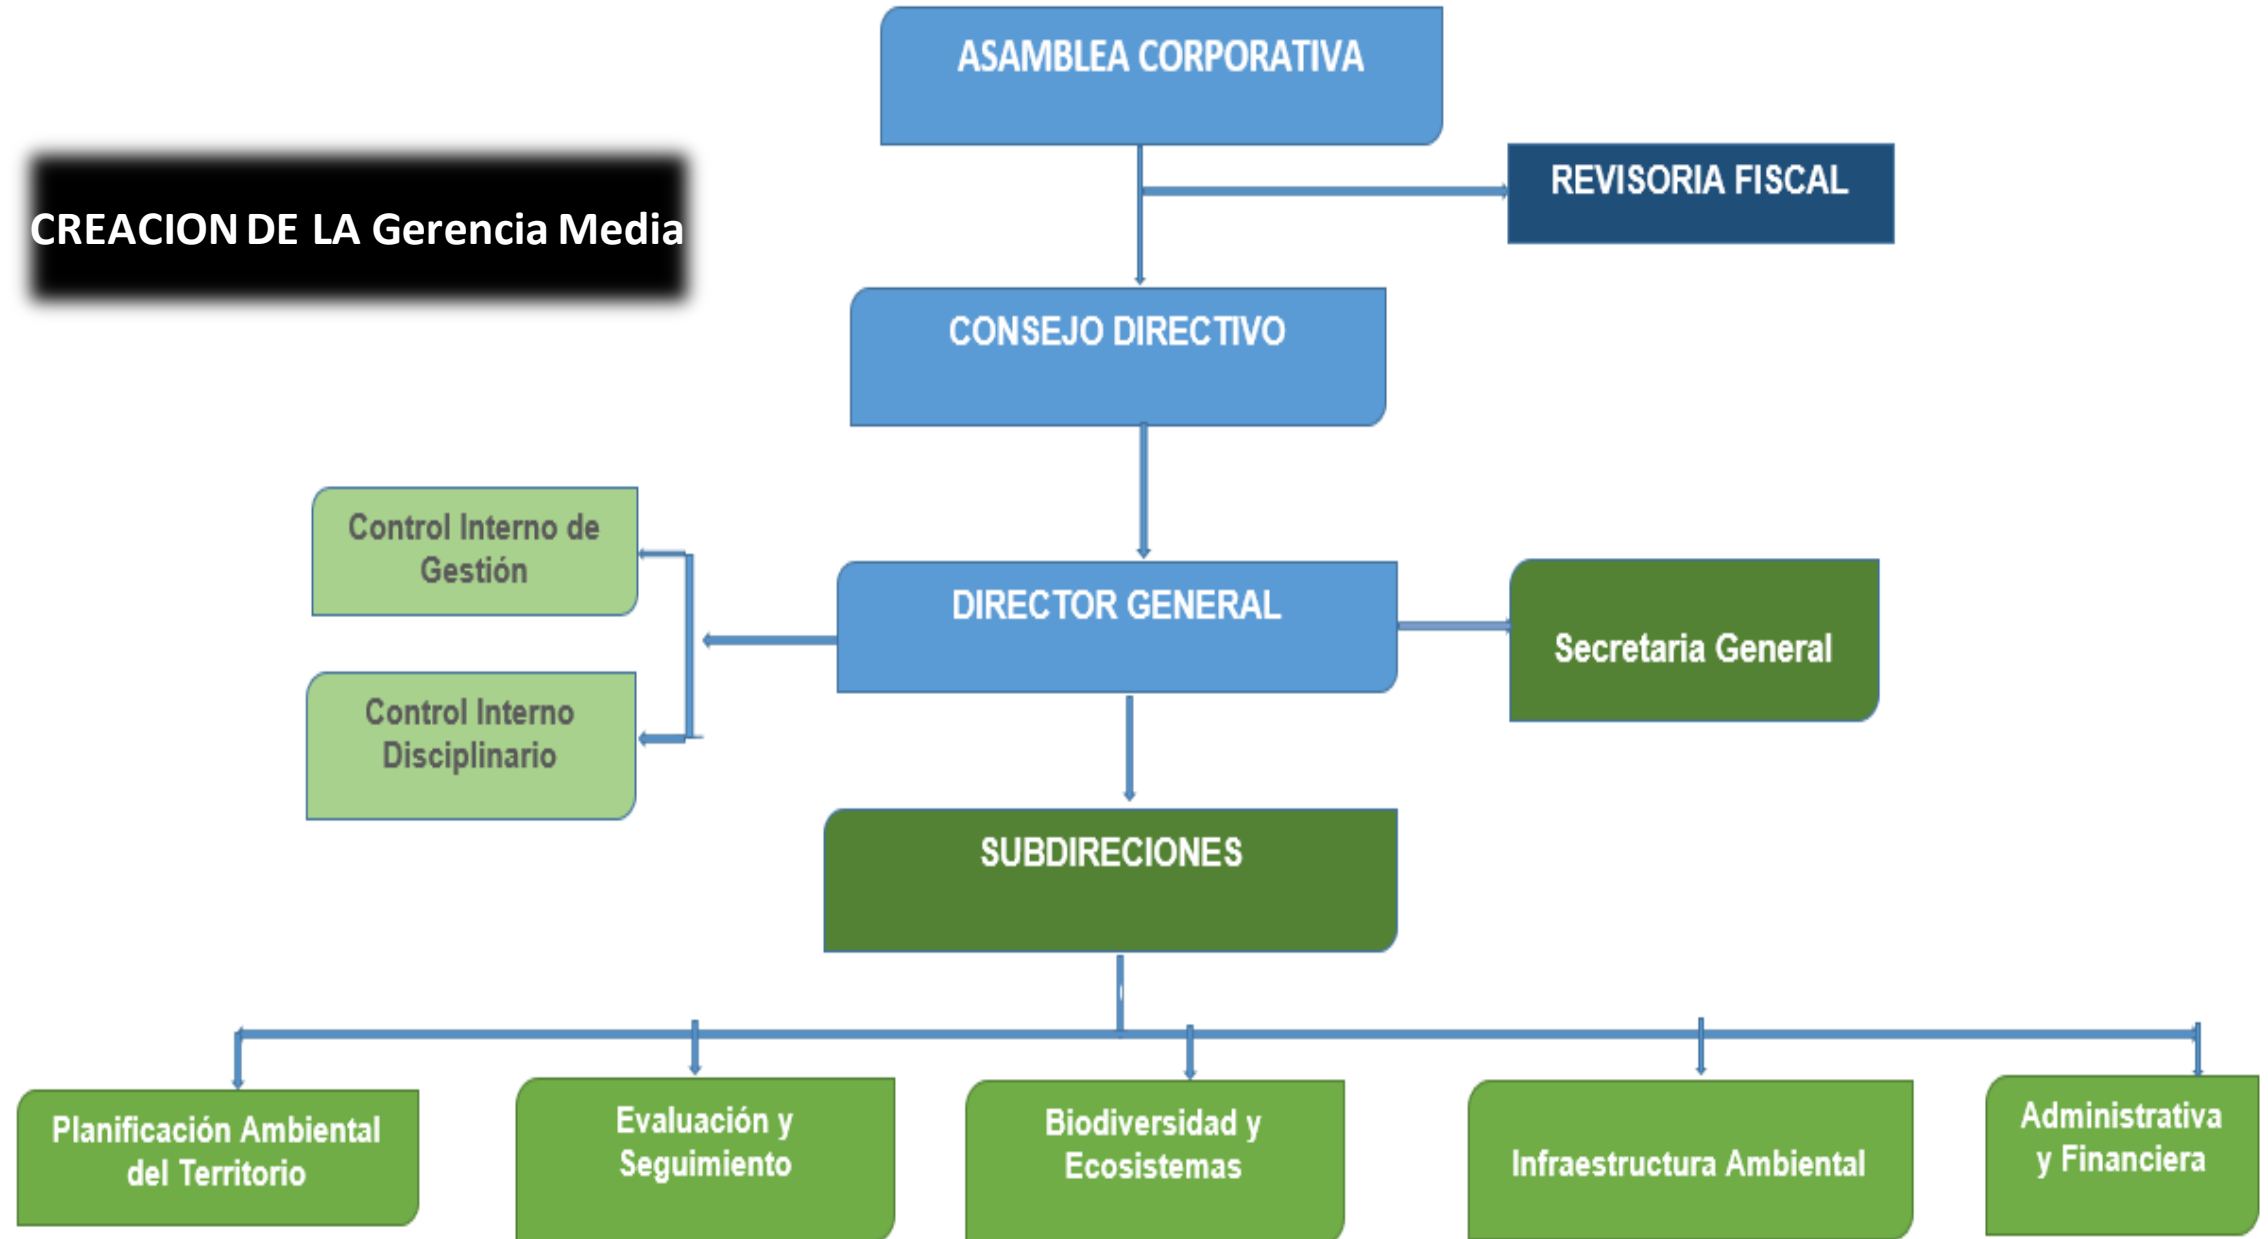 ASAMBLEA CORPORATIVA
REVISORIA FISCAL
CREACION DE LA Gerencia Media
CONSEJO DIRECTIVO
Control Interno de
Gestión
DIRECTOR GENERAL
Secretaria General
Control Interno
Disciplinario
SUBDIRECIONES
Planificación Ambiental
del Territorio
Evaluación y
Seguimiento
Biodiversidad y
Ecosistemas
Infraestructura Ambiental
Administrativa
y Financiera